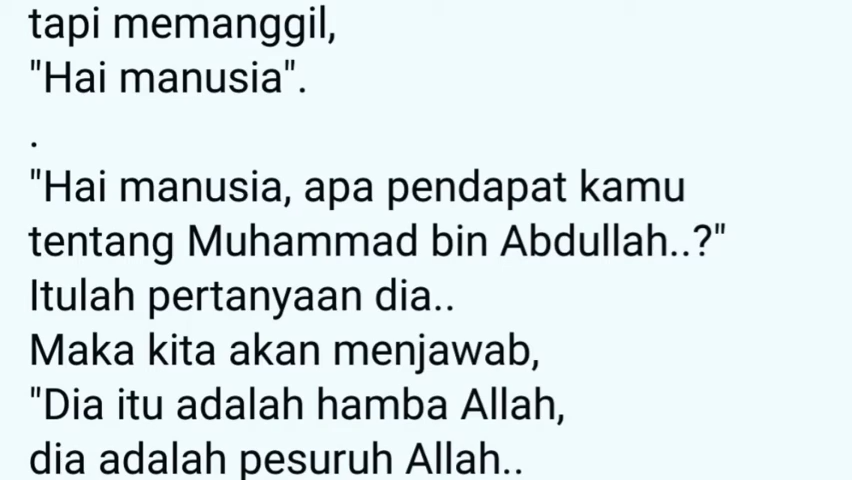 tapi memanggil,
"Hai manusia".
.
"Hai manusia, apa pendapat kamu
tentang Muhammad bin Abdullah..?"
Itulah pertanyaan dia..
Maka kita akan menjawab,
"Dia itu adalah hamba Allah,
dia adalah pesuruh Allah..